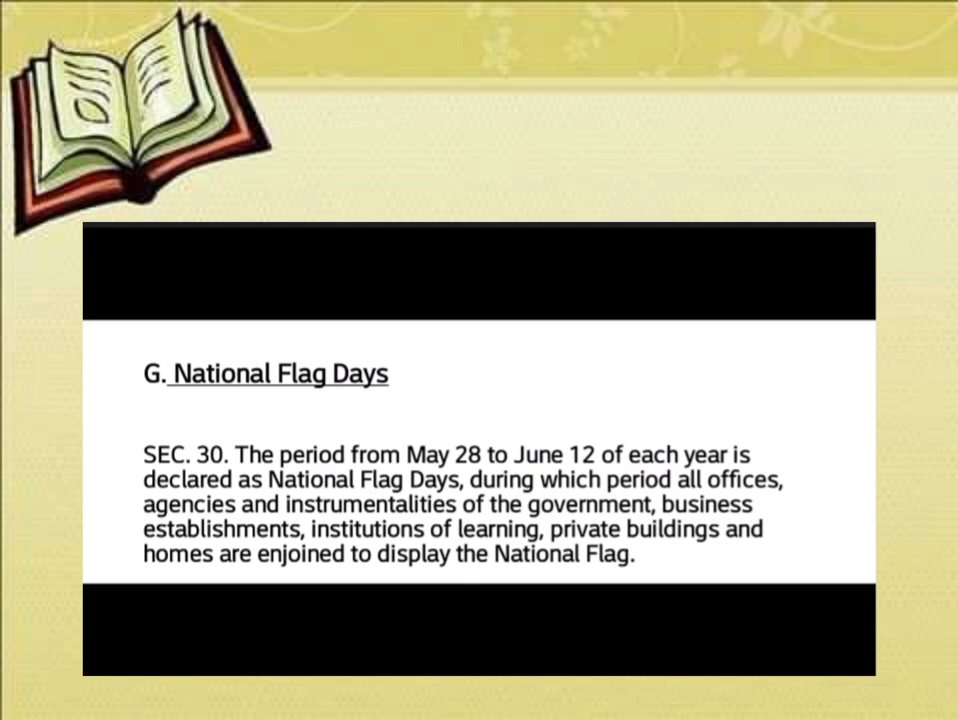 G. National Flag Days
SEC. 30. The period from May 28 to June 12 of each year is
declared as National Flag Days, during which period all offices,
agencies and instrumentalities of the government, business
establishments, institutions of learning, private buildings and
homes are enjoined to display the National Flag.